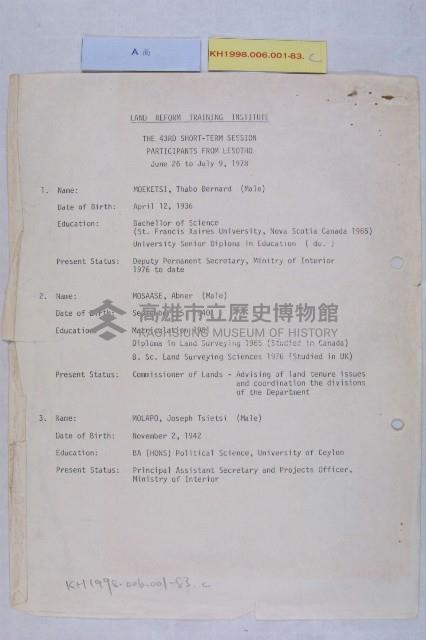 A 面
KH1998.006.001-83. C
LAND REFORM TRAINING INSTITUTE
THE 43RD SHORT-TERM SESSION
PARTICIPANTS FROM LESOTHO
June 26 to July 9, 1978
1. Name: MOEKETSI, Thabo Bernard (Male)
Date of Birth: April 12, 1936
Education: Bachellor of Science
(St. Francis Xaires University, Nova Scotia Canada 1965)
University Senior Diploma in Education ( do. )
Present Status: Deputy Permanent Secretary, Minitry of Interior
1976 to date
2. Name: MOSAASE, Abner (Male)
Date of Birth: 1940
Education: Matriculation
Diploma in Land Surveying 1965 (Studied in Canada)
B. Sc. Land Surveying Sciences 1976 (Studied in UK)
Present Status: Commissioner of Lands - Advising of land tenure issues
and coordination the divisions
of the Department
高雄市立歷史博物館
KAOHSIUNG MUSEUM OF HISTORY
3. Name: MOLAPO, Joseph Tsietsi (Male)
Date of Birth: November 2, 1942
Education: BA (HONS) Political Science, University of Ceylon
Present Status: Principal Assistant Secretary and Projects Officer,
Ministry of Interior
KH1998.006.001-83.C